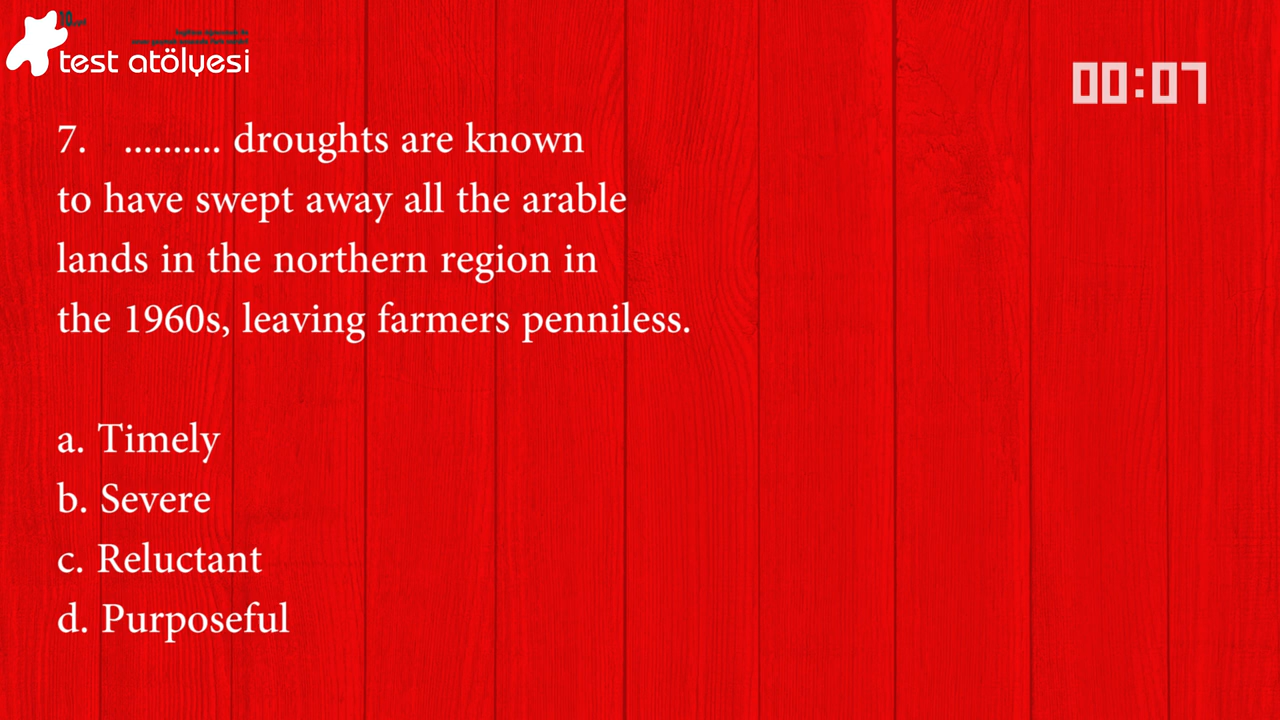 test atölyesi
00:07
7. .......... droughts are known
to have swept away all the arable
lands in the northern region in
the 1960s, leaving farmers penniless.
a. Timely
b. Severe
c. Reluctant
d. Purposeful